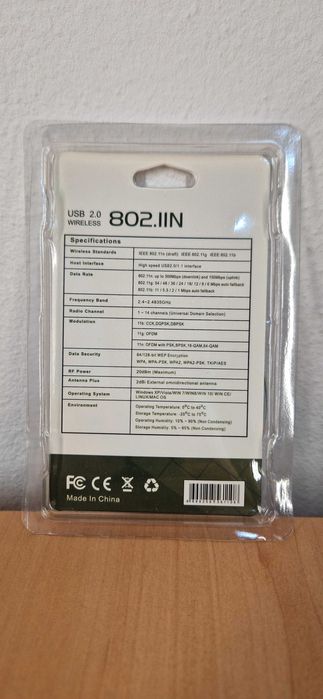 USB 2.0
WIRELESS 802.11N
Specifications
Wireless Standards IEEE 802.11n (draft) IEEE 802.11g IEEE 802.11b
Host Interface High speed USB2.0/1.1 interface
Data Rate 802.11n: up to 300Mbps (downlink) and 150Mbps (uplink)
802.11g: 54 / 48 / 36 / 24 / 18 / 12 / 9 / 6 Mbps auto fallback
802.11b: 11 / 5.5 / 2 / 1 Mbps auto fallback
Frequency Band 2.4~2.4835GHz
Radio Channel 1 ~ 14 channels (Universal Domain Selection)
Modulation 11b: CCK,DQPSK,DBPSK
11g: OFDM
11n: OFDM with PSK,BPSK,16-QAM,64-QAM
Data Security 64/128-bit WEP Encryption
WPA, WPA-PSK, WPA2, WPA2-PSK, TKIP/AES
RF Power 20dBm (Maximum)
Antenna Plus 2dBi External omnidirectional antenna
Operating System Windows XP/Vista/WIN 7/WIN8/WIN 10/ WIN CE/
LINUX/MAC OS
Environment Operating Temperature: 0°C to 40°C
Storage Temperature: -20°C to 75°C
Operating Humidity: 10% ~ 90% (Non Condensing)
Storage Humidity: 5% ~ 95% (Non Condensing)
FC CE
Made In China